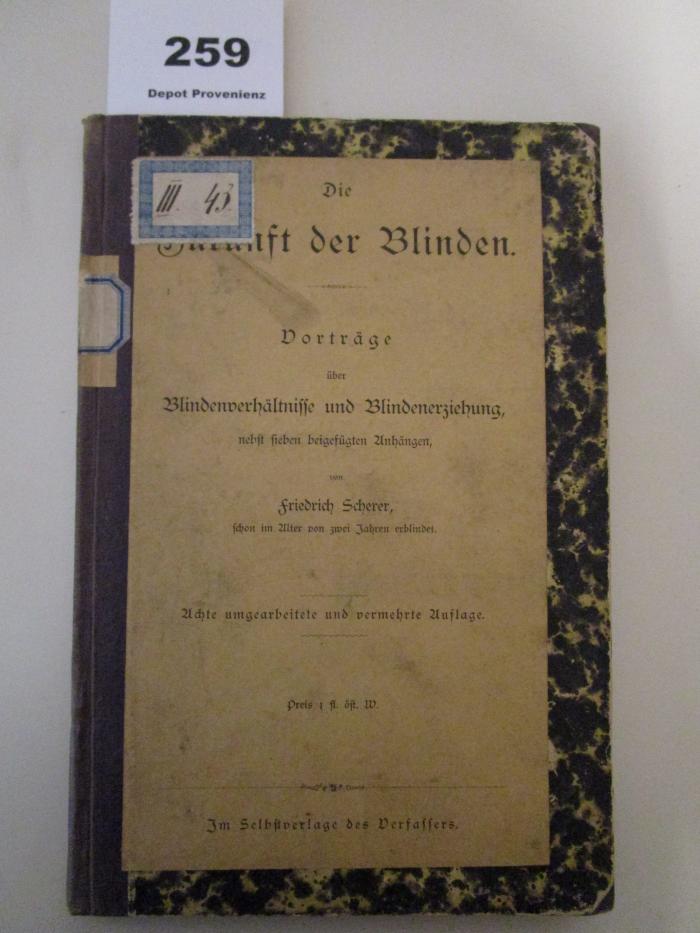 259
Depot Provenienz
III. 43.
Die
Zukunft der Blinden.
Vorträge
über
Blindenverhältnisse und Blindenerziehung,
nebst sieben beigefügten Anhängen,
von
Friedrich Scherer,
schon im Alter von zwei Jahren erblindet.
Achte umgearbeitete und vermehrte Auflage.
Preis 1 fl. öst. W.
Im Selbstverlage des Verfassers.